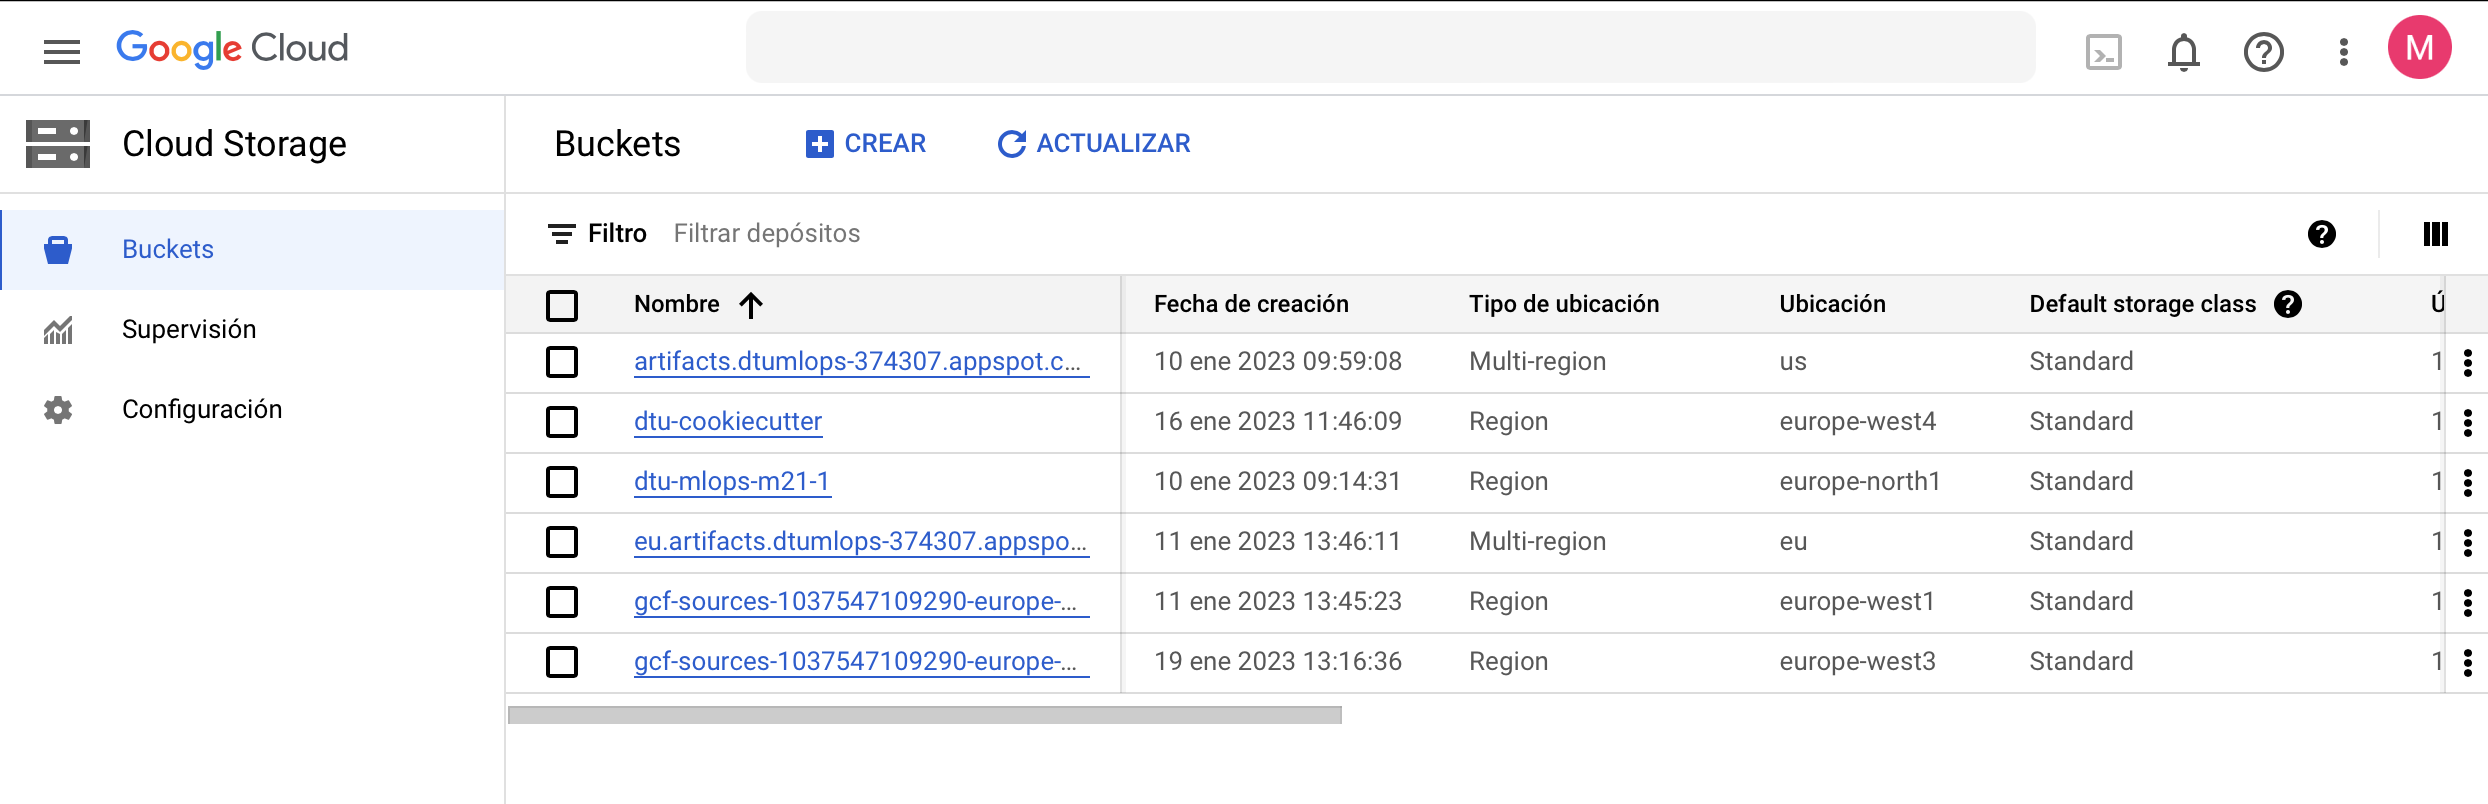 Google Cloud
M
Cloud Storage
Buckets
CREAR
ACTUALIZAR
Buckets
Supervisión
Configuración
Filtro Filtrar depósitos
Nombre Fecha de creación Tipo de ubicación Ubicación Default storage class Ú
artifacts.dtumlops-374307.appspot.c... 10 ene 2023 09:59:08 Multi-region us Standard 1
dtu-cookiecutter 16 ene 2023 11:46:09 Region europe-west4 Standard 1
dtu-mlops-m21-1 10 ene 2023 09:14:31 Region europe-north1 Standard 1
eu.artifacts.dtumlops-374307.appspo... 11 ene 2023 13:46:11 Multi-region eu Standard 1
gcf-sources-1037547109290-europe-... 11 ene 2023 13:45:23 Region europe-west1 Standard 1
gcf-sources-1037547109290-europe-... 19 ene 2023 13:16:36 Region europe-west3 Standard 1